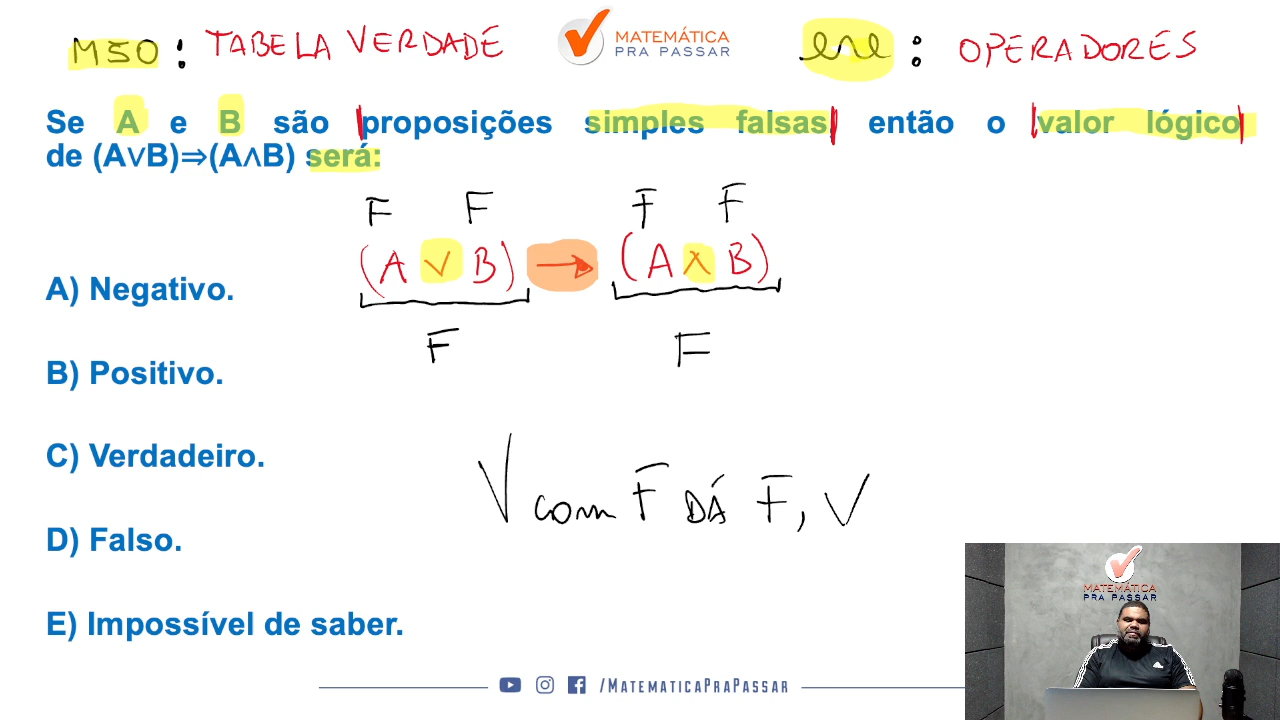 M50 : TABELA VERDADE
MATEMÁTICA
PRA PASSAR
: OPERADORES
Se A e B são proposições simples falsas, então o valor lógico
de (A∨B)⇒(A∧B) será:
F F F F
(A ∨ B) → (A ∧ B)
F F
A) Negativo.
B) Positivo.
C) Verdadeiro.
V com F DÁ F, V
D) Falso.
E) Impossível de saber.
MATEMÁTICA
PRA PASSAR
/MATEMATICAPRAPASSAR